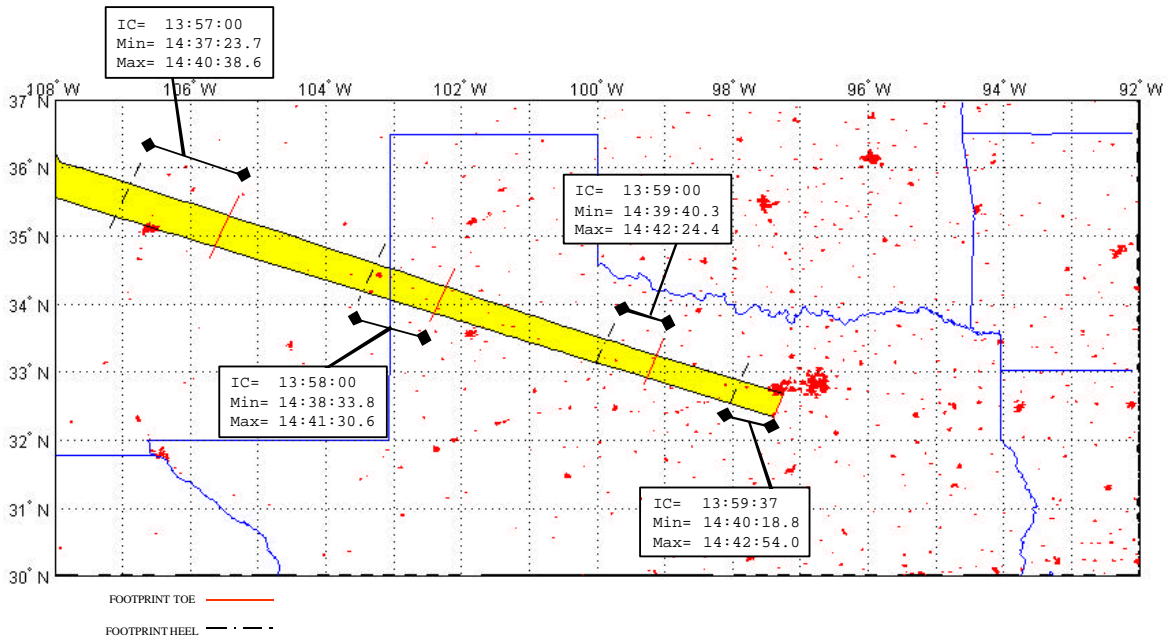 IC= 13:57:00
Min= 14:37:23.7
Max= 14:40:38.6
108° W 106° W 104° W 102° W 100° W 98° W 96° W 94° W 92° W
37° N
36° N
35° N
34° N
33° N
32° N
31° N
30° N
IC= 13:59:00
Min= 14:39:40.3
Max= 14:42:24.4
IC= 13:58:00
Min= 14:38:33.8
Max= 14:41:30.6
IC= 13:59:37
Min= 14:40:18.8
Max= 14:42:54.0
FOOTPRINT TOE
FOOTPRINT HEEL